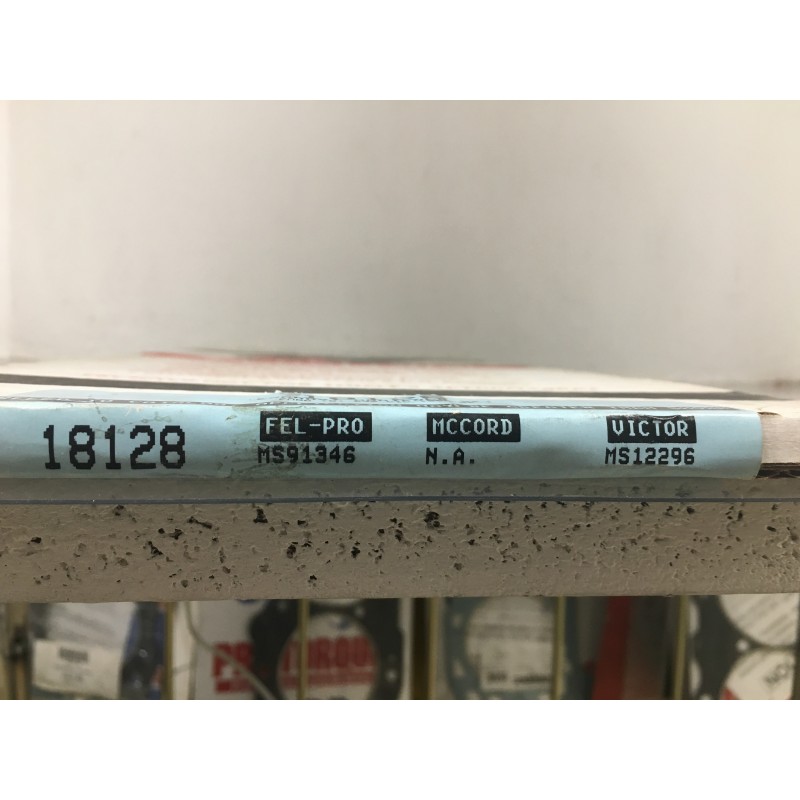 18128
FEL-PRO MCCORD VICTOR
MS91346 N.A. MS12296